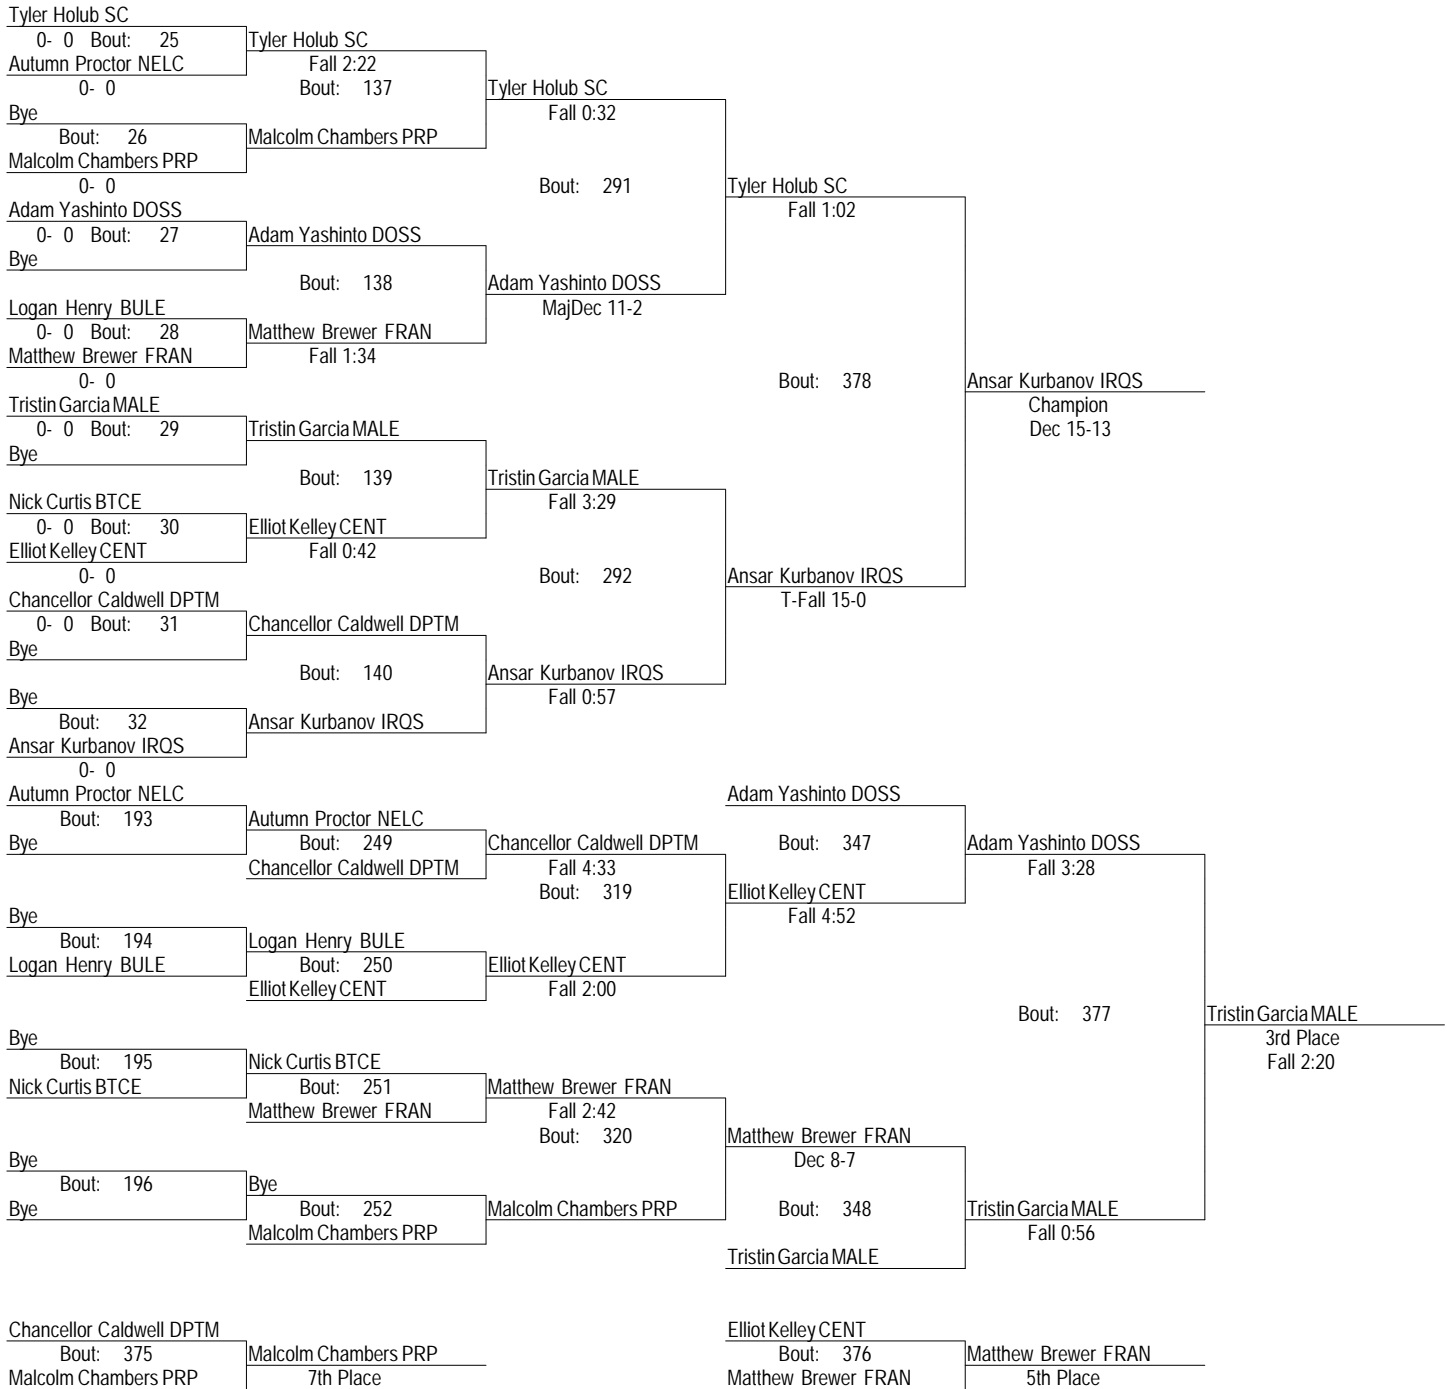 Tyler Holub SC
0- 0 Bout: 25 Tyler Holub SC
Autumn Proctor NELC Fall 2:22
0- 0 Bout: 137 Tyler Holub SC
Bye Fall 0:32
Bout: 26 Malcolm Chambers PRP
Malcolm Chambers PRP
0- 0 Bout: 291 Tyler Holub SC
Adam Yashinto DOSS Fall 1:02
0- 0 Bout: 27 Adam Yashinto DOSS
Bye
Bout: 138 Adam Yashinto DOSS
Logan Henry BULE MajDec 11-2
0- 0 Bout: 28 Matthew Brewer FRAN
Matthew Brewer FRAN Fall 1:34
0- 0 Bout: 378 Ansar Kurbanov IRQS
Tristin Garcia MALE Champion
0- 0 Bout: 29 Tristin Garcia MALE Dec 15-13
Bye
Bout: 139 Tristin Garcia MALE
Nick Curtis BTCE Fall 3:29
0- 0 Bout: 30 Elliot Kelley CENT
Elliot Kelley CENT Fall 0:42
0- 0 Bout: 292 Ansar Kurbanov IRQS
Chancellor Caldwell DPTM T-Fall 15-0
0- 0 Bout: 31 Chancellor Caldwell DPTM
Bye
Bout: 140 Ansar Kurbanov IRQS
Bye Fall 0:57
Bout: 32 Ansar Kurbanov IRQS
Ansar Kurbanov IRQS
0- 0
Autumn Proctor NELC Adam Yashinto DOSS
Bout: 193 Autumn Proctor NELC
Bye Bout: 249 Chancellor Caldwell DPTM Bout: 347 Adam Yashinto DOSS
Chancellor Caldwell DPTM Fall 4:33 Fall 3:28
Bout: 319 Elliot Kelley CENT
Bye Fall 4:52
Bout: 194 Logan Henry BULE
Logan Henry BULE Bout: 250 Elliot Kelley CENT
Elliot Kelley CENT Fall 2:00
Bout: 377 Tristin Garcia MALE
Bye 3rd Place
Bout: 195 Nick Curtis BTCE Fall 2:20
Nick Curtis BTCE Bout: 251 Matthew Brewer FRAN
Matthew Brewer FRAN Fall 2:42
Bout: 320 Matthew Brewer FRAN
Bye Dec 8-7
Bout: 196 Bye
Bye Bout: 252 Malcolm Chambers PRP Bout: 348 Tristin Garcia MALE
Malcolm Chambers PRP Fall 0:56
Tristin Garcia MALE
Chancellor Caldwell DPTM Elliot Kelley CENT
Bout: 375 Malcolm Chambers PRP Bout: 376 Matthew Brewer FRAN
Malcolm Chambers PRP 7th Place Matthew Brewer FRAN 5th Place